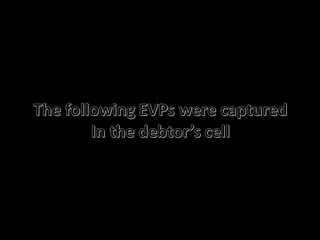 The following EVPs were captured
In the debtor’s cell